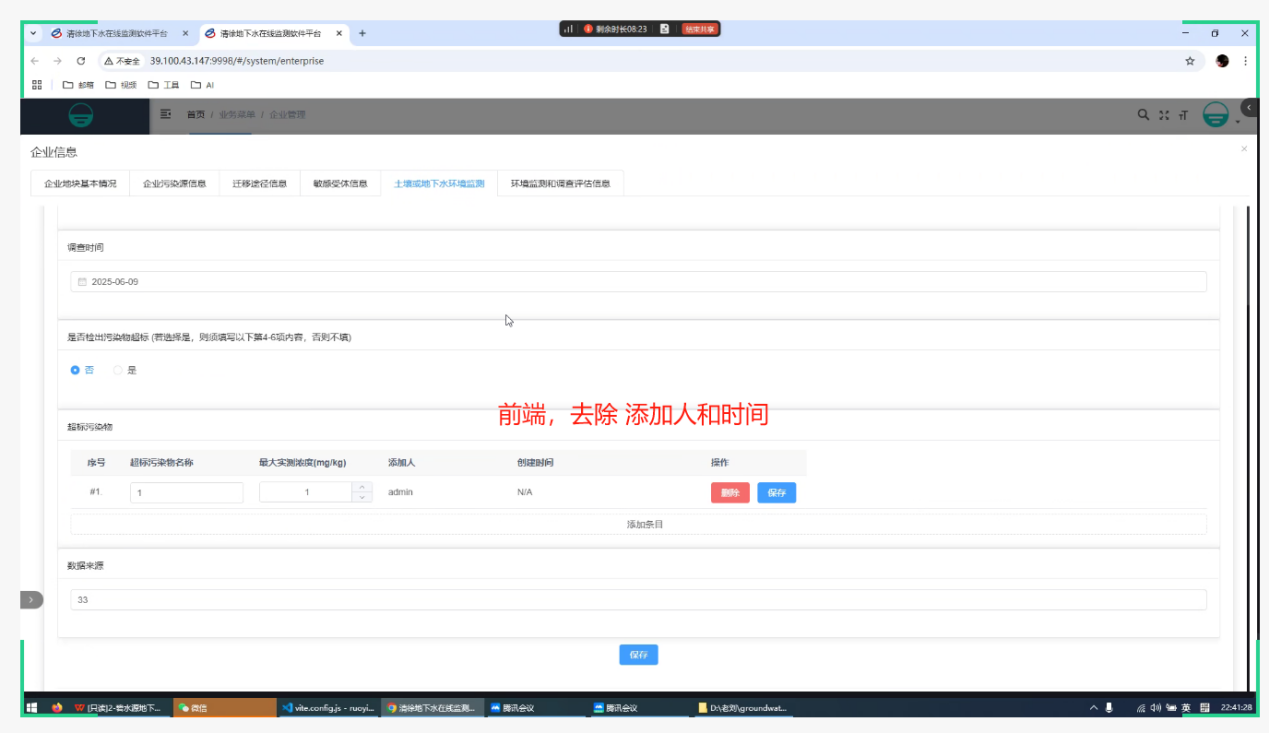 清徐地下水在线监测软件平台
清徐地下水在线监测软件平台
剩余时长08:23
结束共享
不安全 39.100.43.147:9998/#/system/enterprise
邮箱 视频 工具 AI
首页 / 业务菜单 / 企业管理
企业信息
企业地块基本情况 企业污染源信息 迁移途径信息 敏感受体信息 土壤或地下水环境监测 环境监测和调查评估信息
调查时间
2025-06-09
是否检出污染物超标 (若选择是，则须填写以下第4-6项内容，否则不填)
否 是
前端，去除 添加人和时间
超标污染物
序号 超标污染物名称 最大实测浓度(mg/kg) 添加人 创建时间 操作
#1. 1 1 admin N/A 删除 保存
添加条目
数据来源
33
保存
[只读]2-碧水源地下... 微信 vite.config.js - ruoyi... 清徐地下水在线监测... 腾讯会议 腾讯会议 D:\老刘\groundwat... 英 22:41:28